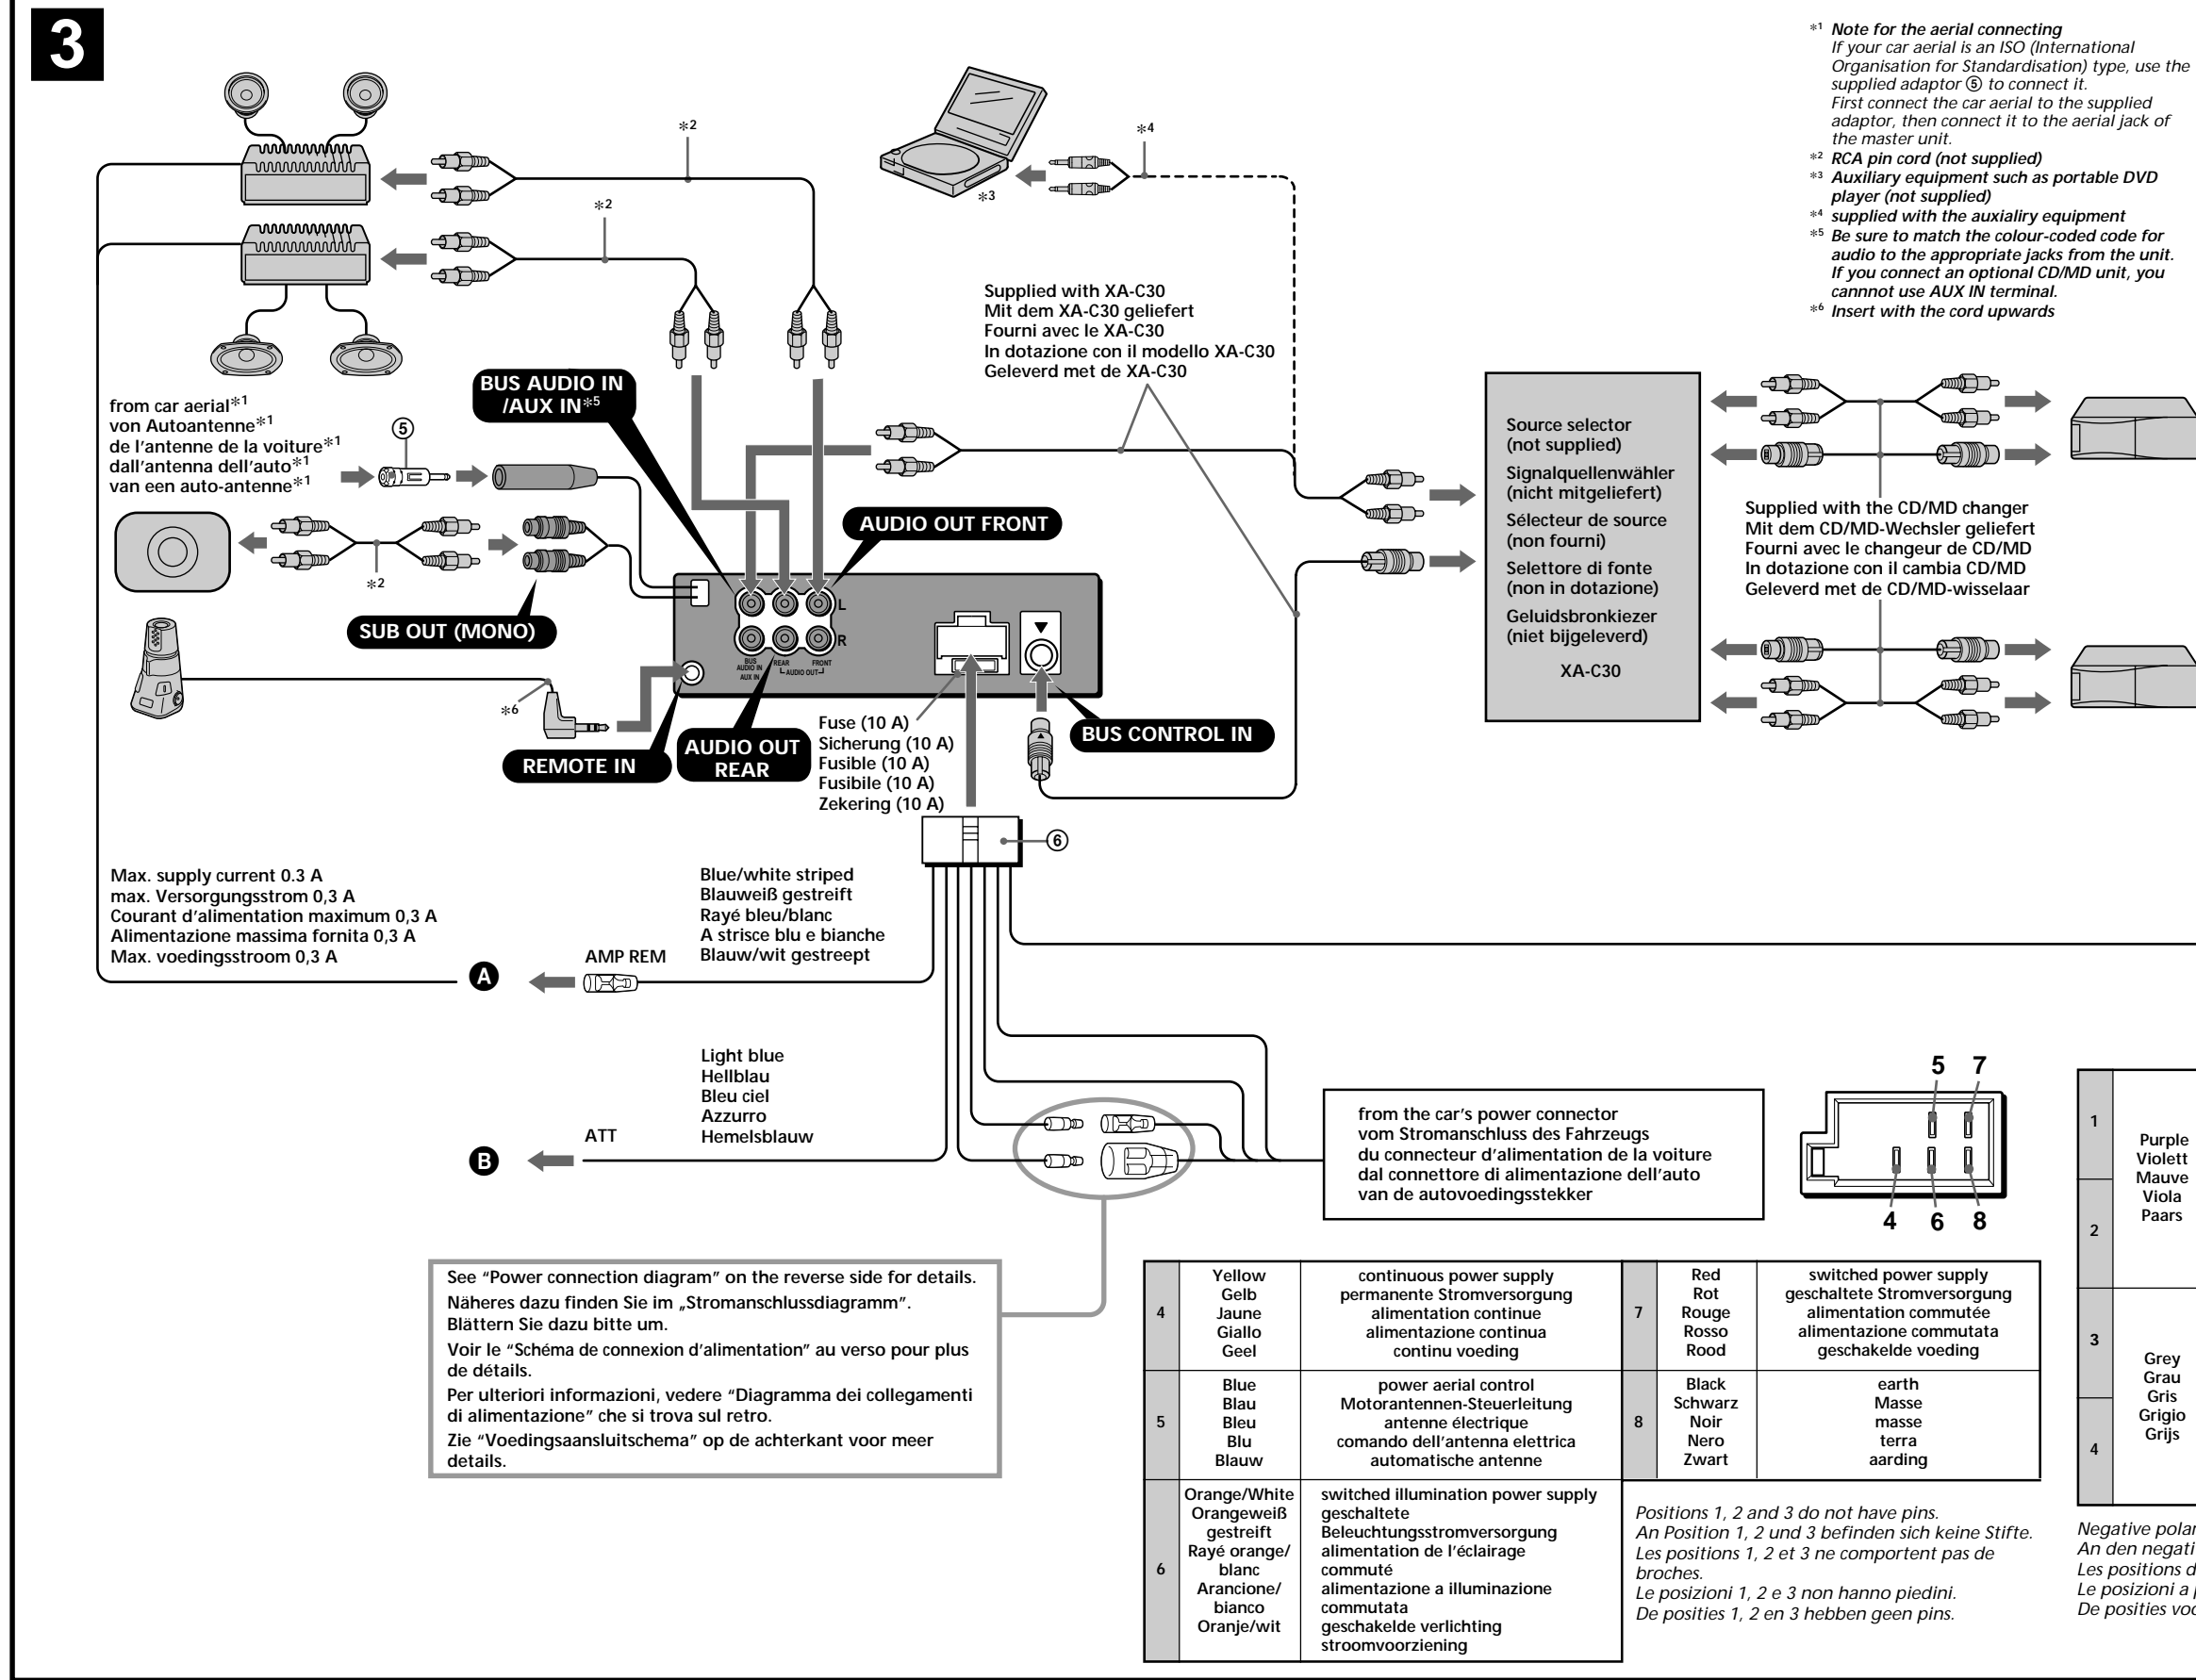 3
*1 Note for the aerial connecting
If your car aerial is an ISO (International
Organisation for Standardisation) type, use the
supplied adaptor ⑤ to connect it.
First connect the car aerial to the supplied
adaptor, then connect it to the aerial jack of
the master unit.
*2 RCA pin cord (not supplied)
*3 Auxiliary equipment such as portable DVD
player (not supplied)
*4 supplied with the auxialiry equipment
*5 Be sure to match the colour-coded code for
audio to the appropriate jacks from the unit.
If you connect an optional CD/MD unit, you
cannnot use AUX IN terminal.
*6 Insert with the cord upwards
*2
*2
*4
*3
Supplied with XA-C30
Mit dem XA-C30 geliefert
Fourni avec le XA-C30
In dotazione con il modello XA-C30
Geleverd met de XA-C30
BUS AUDIO IN
/AUX IN*5
from car aerial*1
von Autoantenne*1
de l'antenne de la voiture*1
dall'antenna dell'auto*1
van een auto-antenne*1
⑤
AUDIO OUT FRONT
*2
SUB OUT (MONO)
L
R
BUS
AUDIO IN
AUX IN
REAR
FRONT
AUDIO OUT
*6
REMOTE IN
AUDIO OUT
REAR
Fuse (10 A)
Sicherung (10 A)
Fusible (10 A)
Fusibile (10 A)
Zekering (10 A)
BUS CONTROL IN
Source selector
(not supplied)
Signalquellenwähler
(nicht mitgeliefert)
Sélecteur de source
(non fourni)
Selettore di fonte
(non in dotazione)
Geluidsbronkiezer
(niet bijgeleverd)
XA-C30
Supplied with the CD/MD changer
Mit dem CD/MD-Wechsler geliefert
Fourni avec le changeur de CD/MD
In dotazione con il cambia CD/MD
Geleverd met de CD/MD-wisselaar
⑥
Max. supply current 0.3 A
max. Versorgungsstrom 0,3 A
Courant d'alimentation maximum 0,3 A
Alimentazione massima fornita 0,3 A
Max. voedingsstroom 0,3 A
Blue/white striped
Blauweiß gestreift
Rayé bleu/blanc
A strisce blu e bianche
Blauw/wit gestreept
A
AMP REM
Light blue
Hellblau
Bleu ciel
Azzurro
Hemelsblauw
B
ATT
from the car's power connector
vom Stromanschluss des Fahrzeugs
du connecteur d'alimentation de la voiture
dal connettore di alimentazione dell'auto
van de autovoedingsstekker
5 7
4 6 8
See “Power connection diagram” on the reverse side for details.
Näheres dazu finden Sie im „Stromanschlussdiagramm”.
Blättern Sie dazu bitte um.
Voir le “Schéma de connexion d'alimentation” au verso pour plus
de détails.
Per ulteriori informazioni, vedere “Diagramma dei collegamenti
di alimentazione” che si trova sul retro.
Zie “Voedingsaansluitschema” op de achterkant voor meer
details.
4
Yellow
Gelb
Jaune
Giallo
Geel
continuous power supply
permanente Stromversorgung
alimentation continue
alimentazione continua
continu voeding
7
Red
Rot
Rouge
Rosso
Rood
switched power supply
geschaltete Stromversorgung
alimentation commutée
alimentazione commutata
geschakelde voeding
5
Blue
Blau
Bleu
Blu
Blauw
power aerial control
Motorantennen-Steuerleitung
antenne électrique
comando dell'antenna elettrica
automatische antenne
8
Black
Schwarz
Noir
Nero
Zwart
earth
Masse
masse
terra
aarding
6
Orange/White
Orangeweiß
gestreift
Rayé orange/
blanc
Arancione/
bianco
Oranje/wit
switched illumination power supply
geschaltete
Beleuchtungsstromversorgung
alimentation de l'éclairage
commuté
alimentazione a illuminazione
commutata
geschakelde verlichting
stroomvoorziening
Positions 1, 2 and 3 do not have pins.
An Position 1, 2 und 3 befinden sich keine Stifte.
Les positions 1, 2 et 3 ne comportent pas de
broches.
Le posizioni 1, 2 e 3 non hanno piedini.
De posities 1, 2 en 3 hebben geen pins.
1
2
Purple
Violett
Mauve
Viola
Paars
3
4
Grey
Grau
Gris
Grigio
Grijs
Negative
An den
Les positions
Le posizioni a
De posities